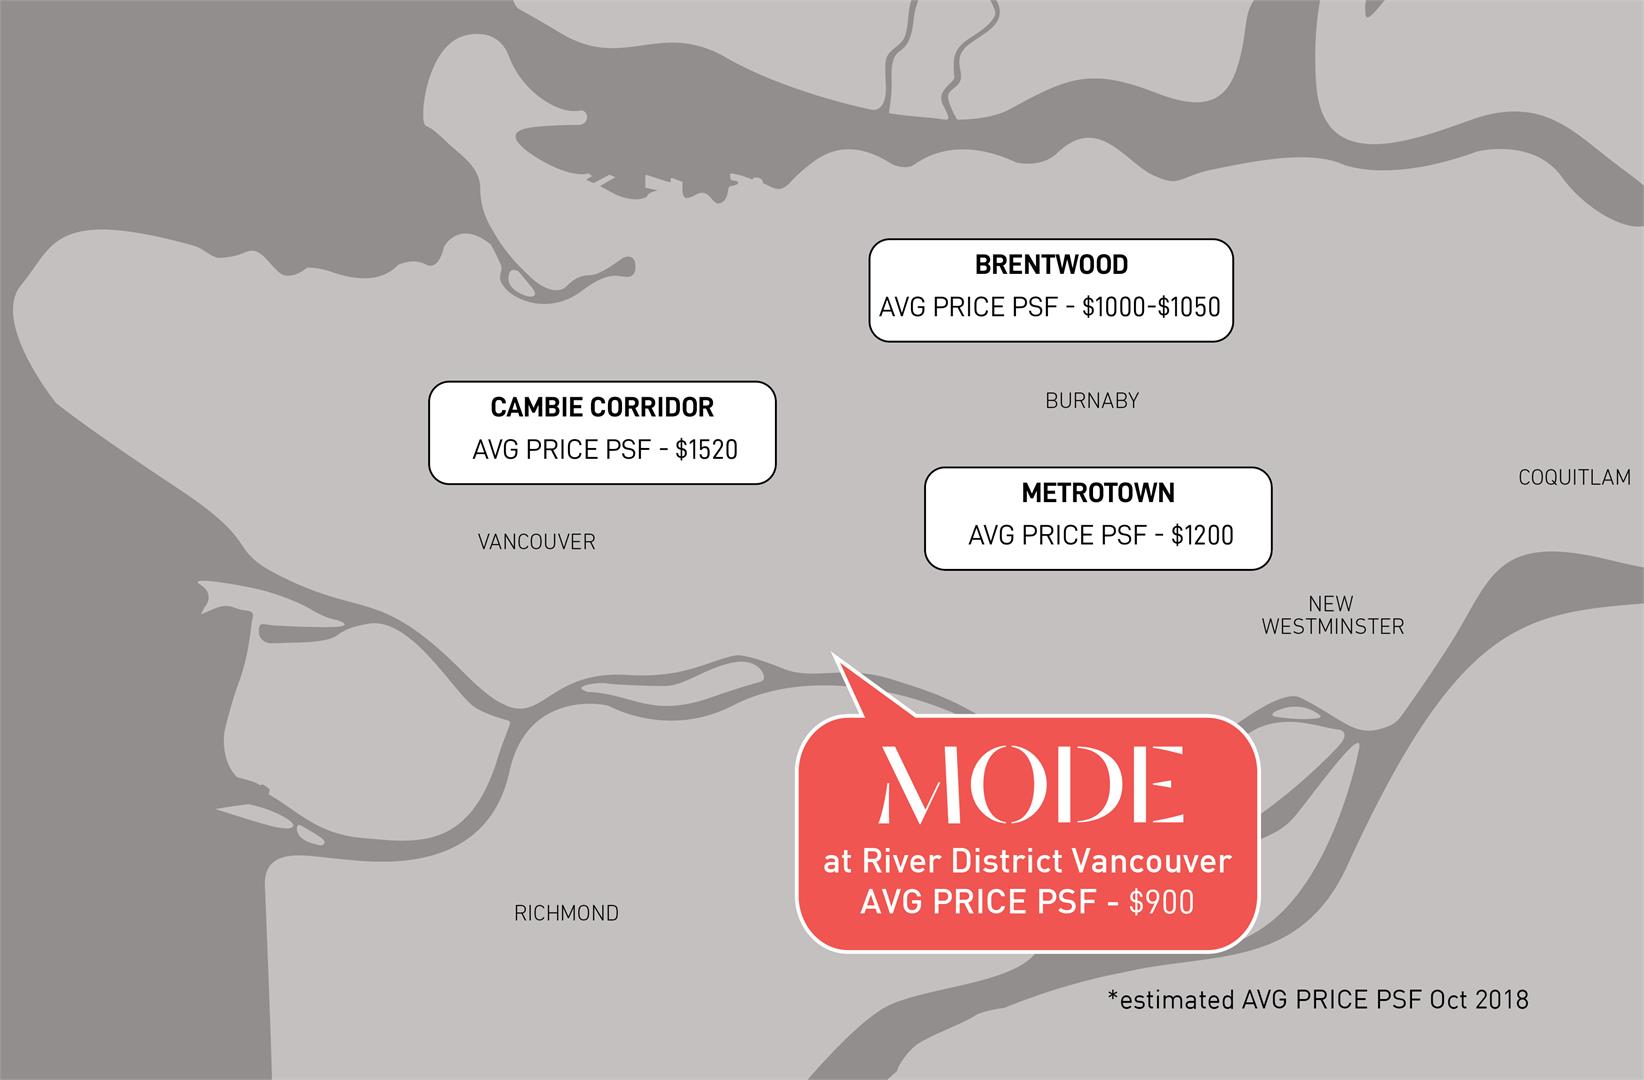 BRENTWOOD
AVG PRICE PSF - $1000-$1050
BURNABY
CAMBIE CORRIDOR
AVG PRICE PSF - $1520
COQUITLAM
METROTOWN
AVG PRICE PSF - $1200
VANCOUVER
NEW
WESTMINSTER
MODE
at River District Vancouver
AVG PRICE PSF - $900
RICHMOND
*estimated AVG PRICE PSF Oct 2018